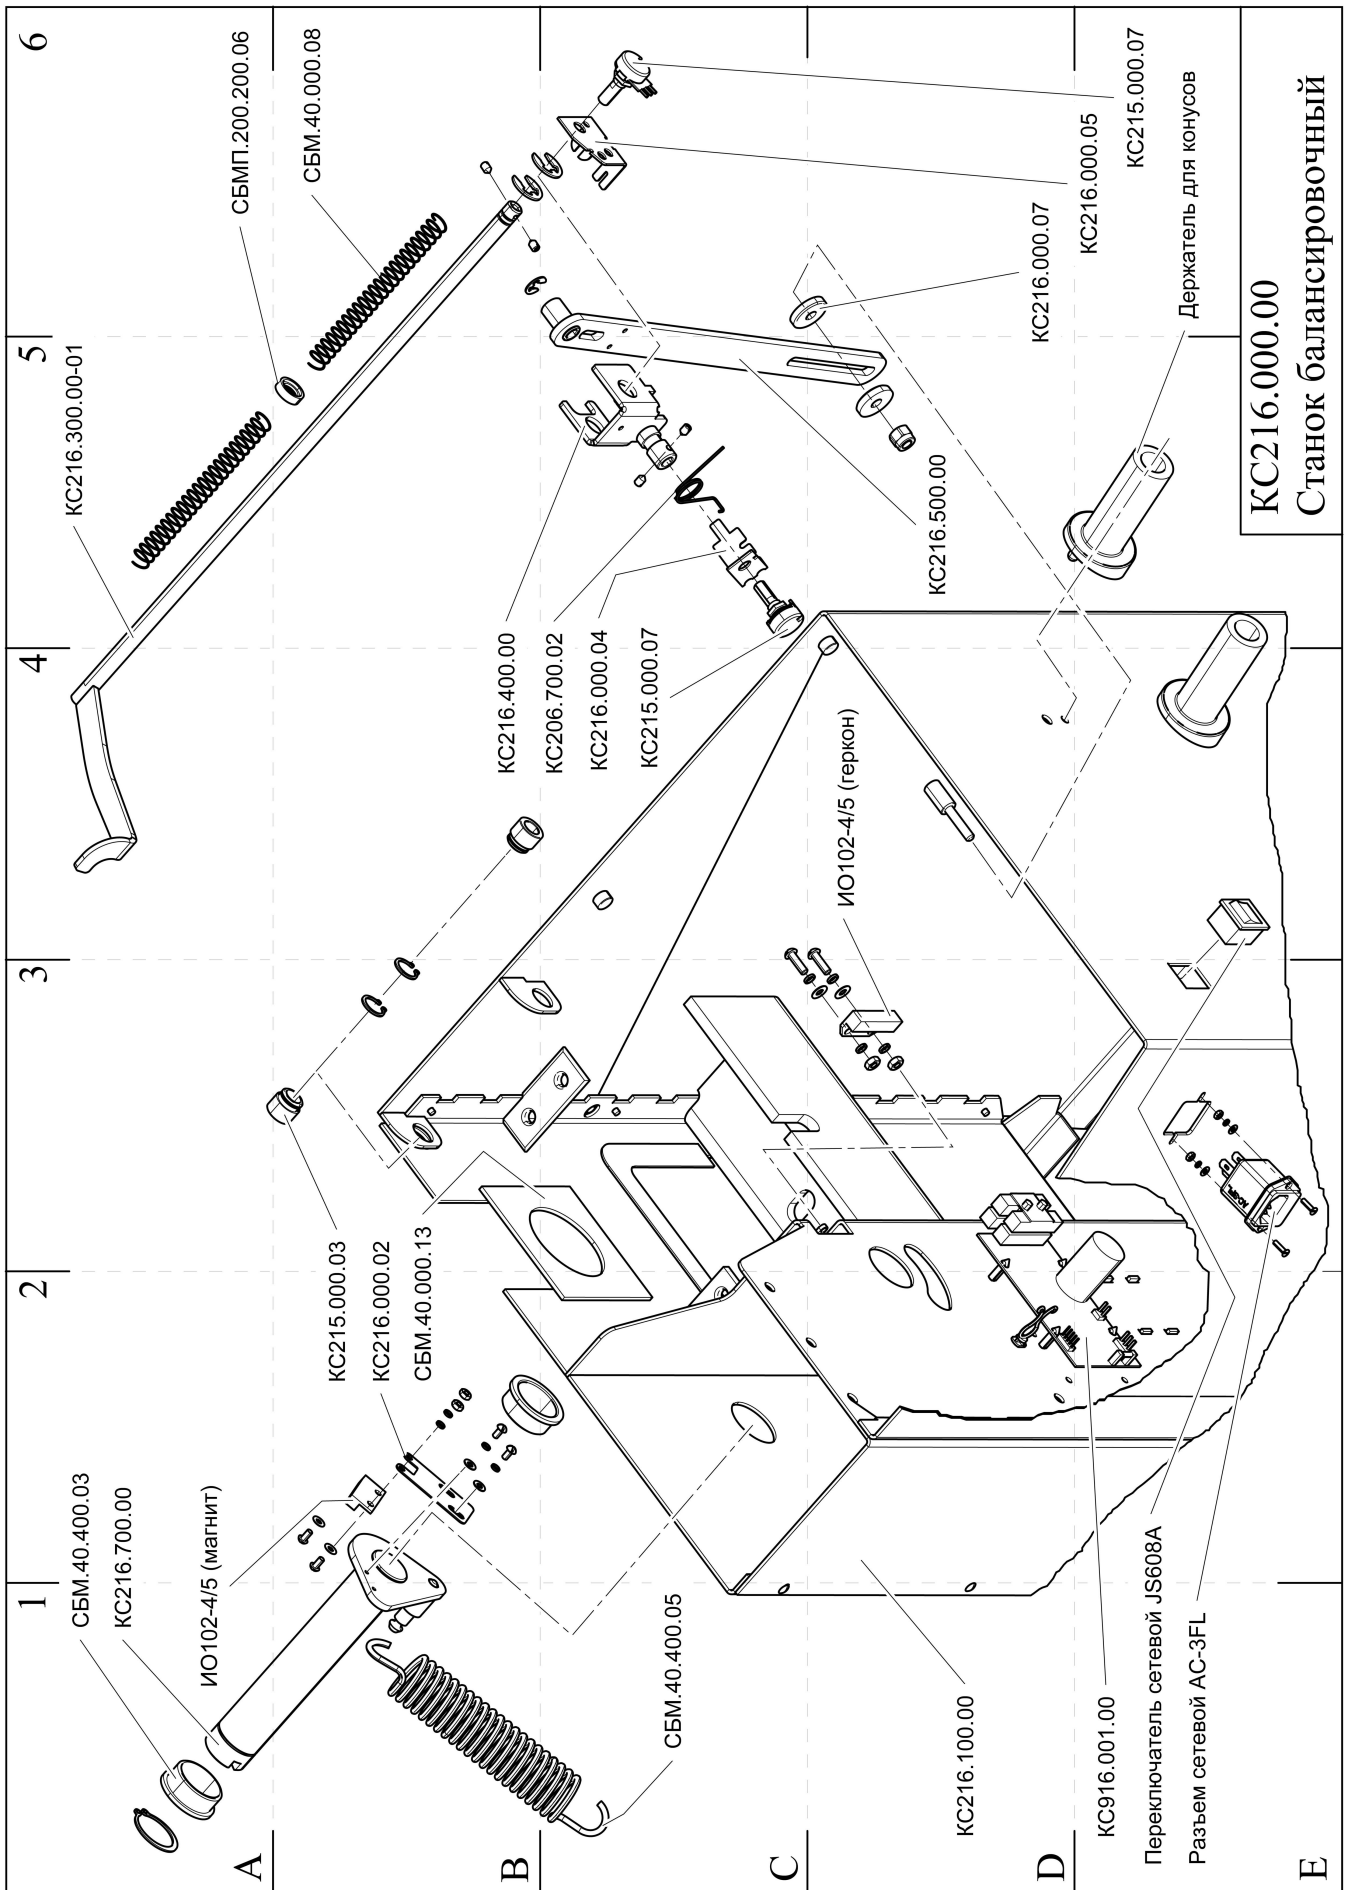 1
2
3
4
5
6
A
B
C
D
E
СБМ.40.400.03
КС216.700.00
ИО102-4/5 (магнит)
КС215.000.03
КС216.000.02
СБМ.40.000.13
КС216.300.00-01
СБМП.200.200.06
СБМ.40.000.08
КС216.400.00
КС206.700.02
КС216.000.04
КС215.000.07
ИО102-4/5 (геркон)
КС216.500.00
КС216.000.07
КС216.000.05
КС215.000.07
Держатель для конусов
СБМ.40.400.05
КС216.100.00
КС916.001.00
Переключатель сетевой JS608A
Разъем сетевой AC-3FL
КС216.000.00
Станок балансировочный